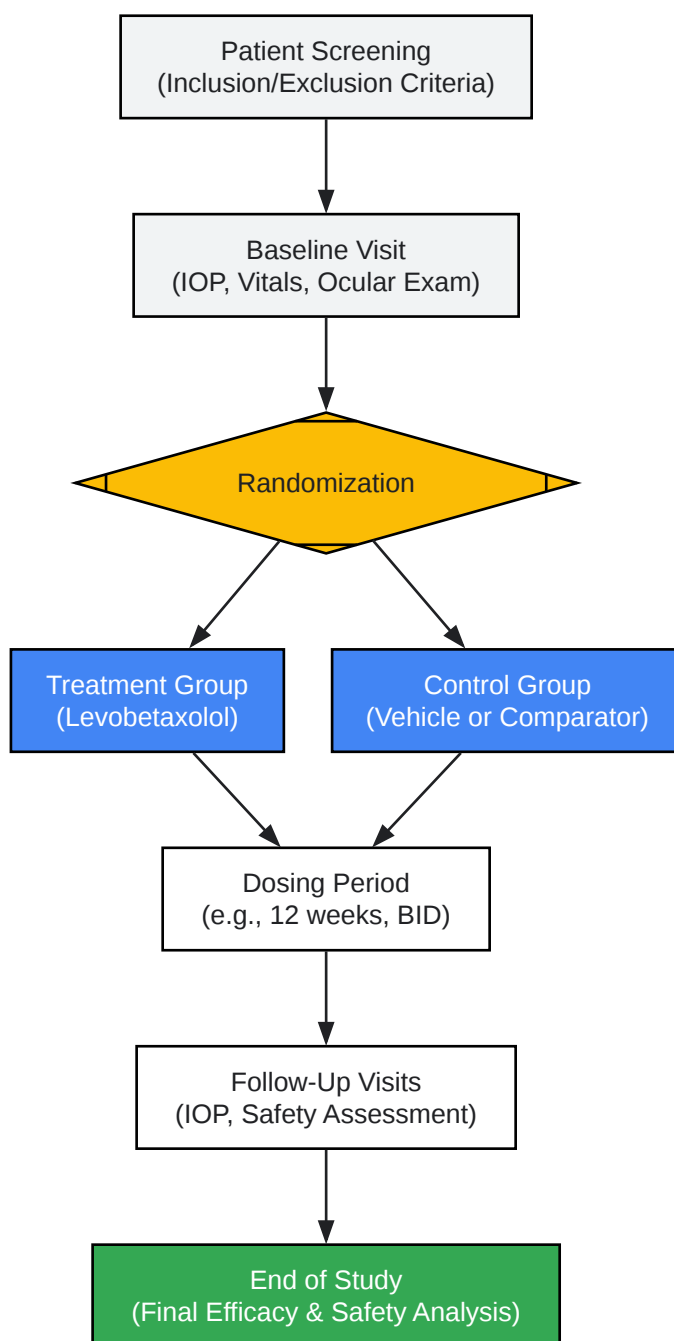 Patient Screening
(Inclusion/Exclusion Criteria)
Baseline Visit
(IOP, Vitals, Ocular Exam)
Randomization
Treatment Group
(Levobetaxolol)
Control Group
(Vehicle or Comparator)
Dosing Period
(e.g., 12 weeks, BID)
Follow-Up Visits
(IOP, Safety Assessment)
End of Study
(Final Efficacy & Safety Analysis)